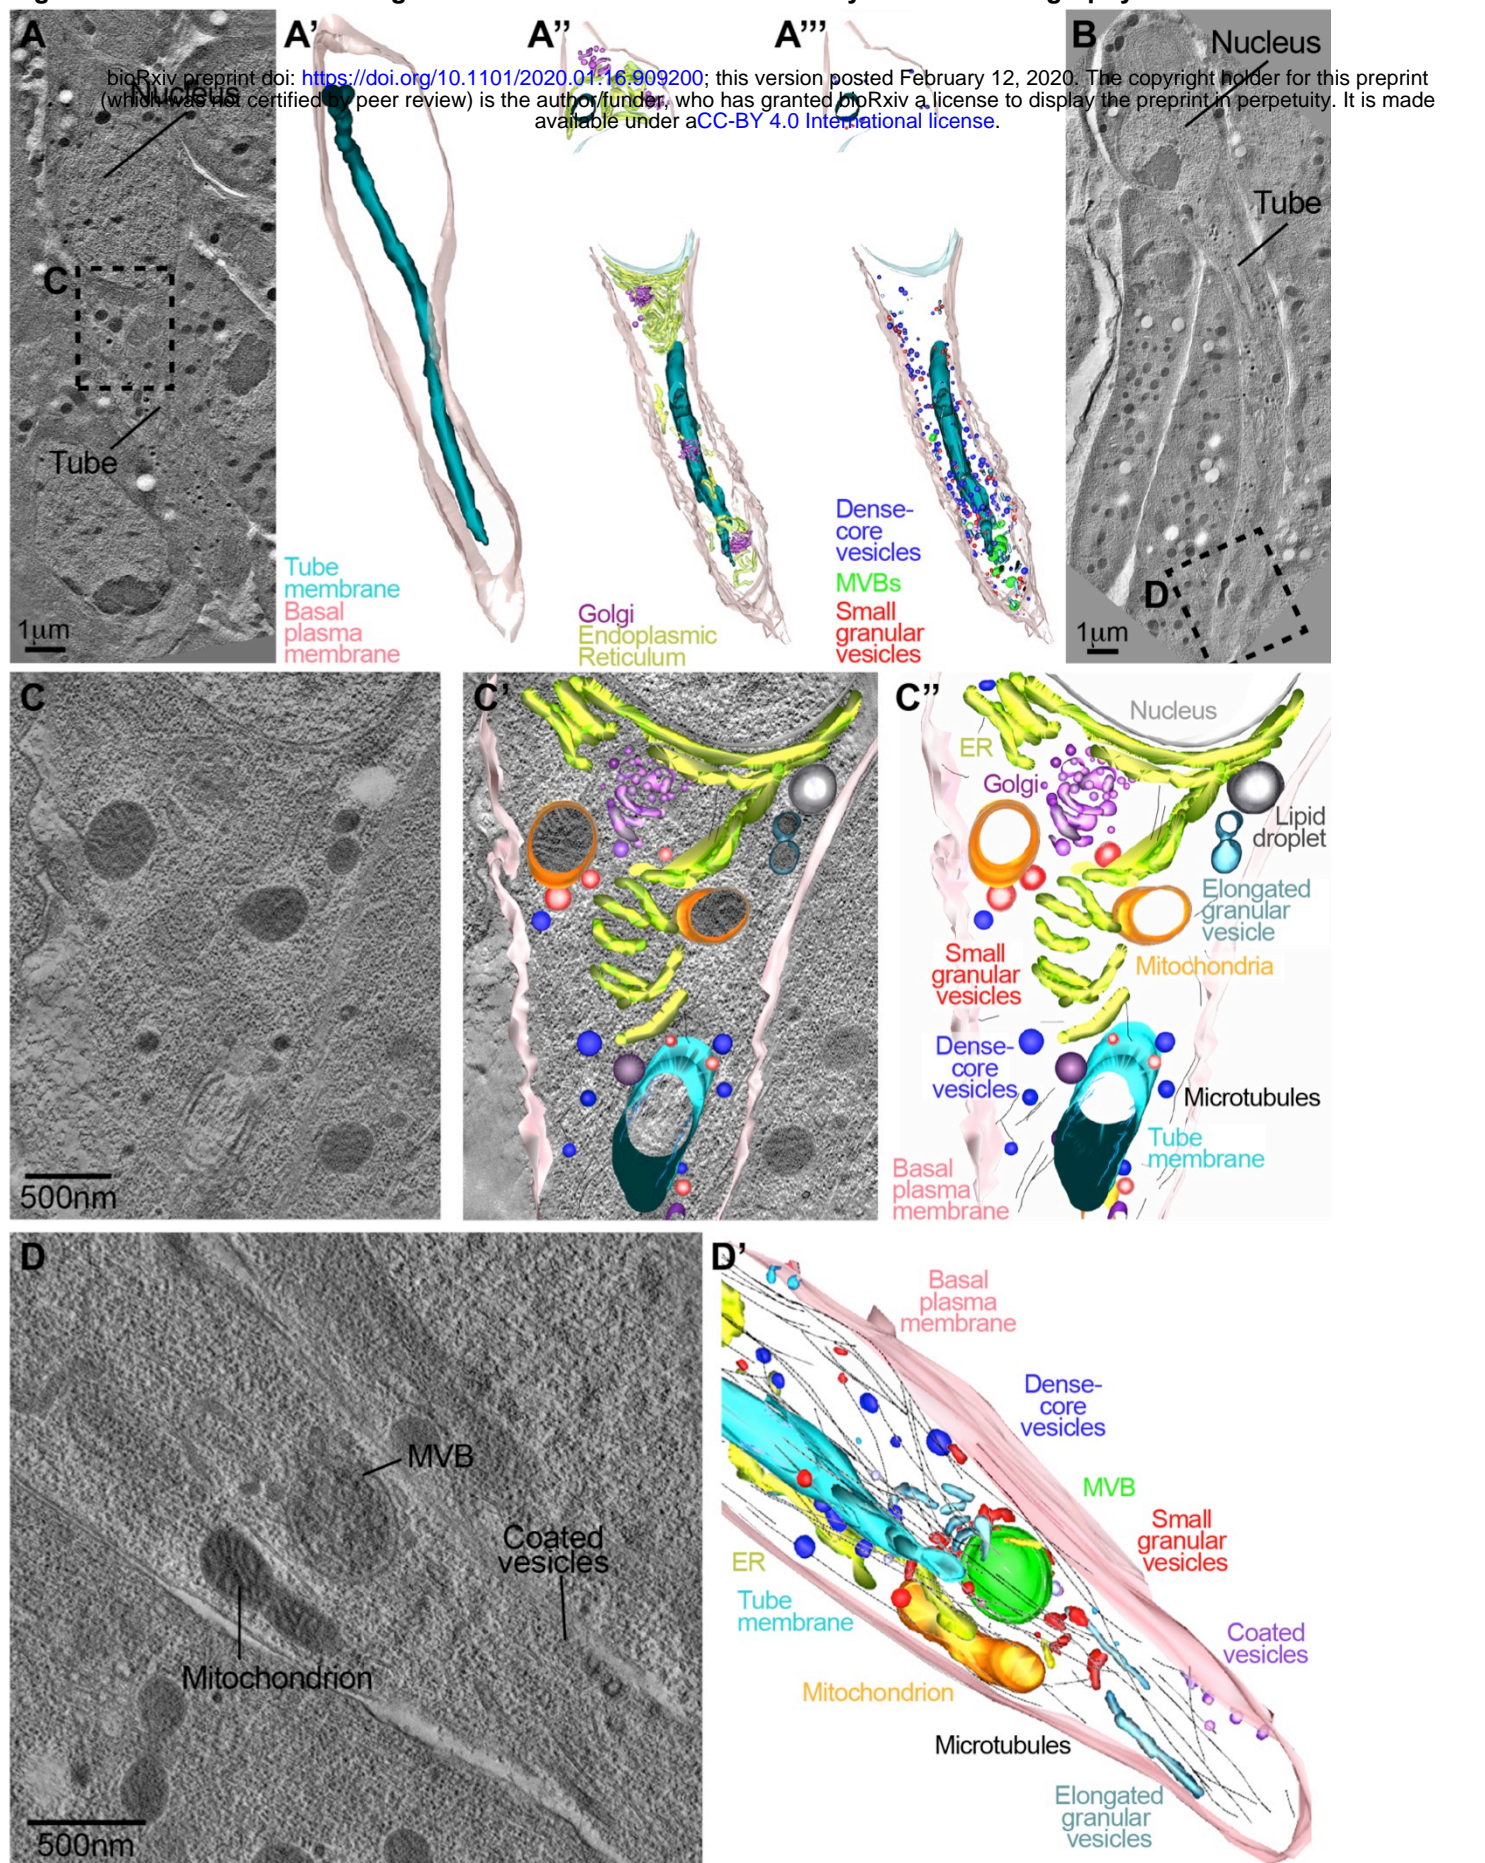 A
A'
A''
A'''
B
Nucleus
bioRxiv preprint doi: https://doi.org/10.1101/2020.01.16.909200; this version posted February 12, 2020. The copyright holder for this preprint
(which was not certified by peer review) is the author/funder, who has granted bioRxiv a license to display the preprint in perpetuity. It is made
available under aCC-BY 4.0 International license.
Nucleus
Tube
C
Tube
1µm
Tube
membrane
Basal
plasma
membrane
Golgi
Endoplasmic
Reticulum
Dense-
core
vesicles
MVBs
Small
granular
vesicles
D
1µm
C
500nm
C'
C''
Nucleus
ER
Golgi
Lipid
droplet
Elongated
granular
vesicle
Small
granular
vesicles
Mitochondria
Dense-
core
vesicles
Microtubules
Tube
membrane
Basal
plasma
membrane
D
MVB
Coated
vesicles
Mitochondrion
500nm
D'
Basal
plasma
membrane
Dense-
core
vesicles
MVB
Small
granular
vesicles
ER
Tube
membrane
Coated
vesicles
Mitochondrion
Microtubules
Elongated
granular
vesicles